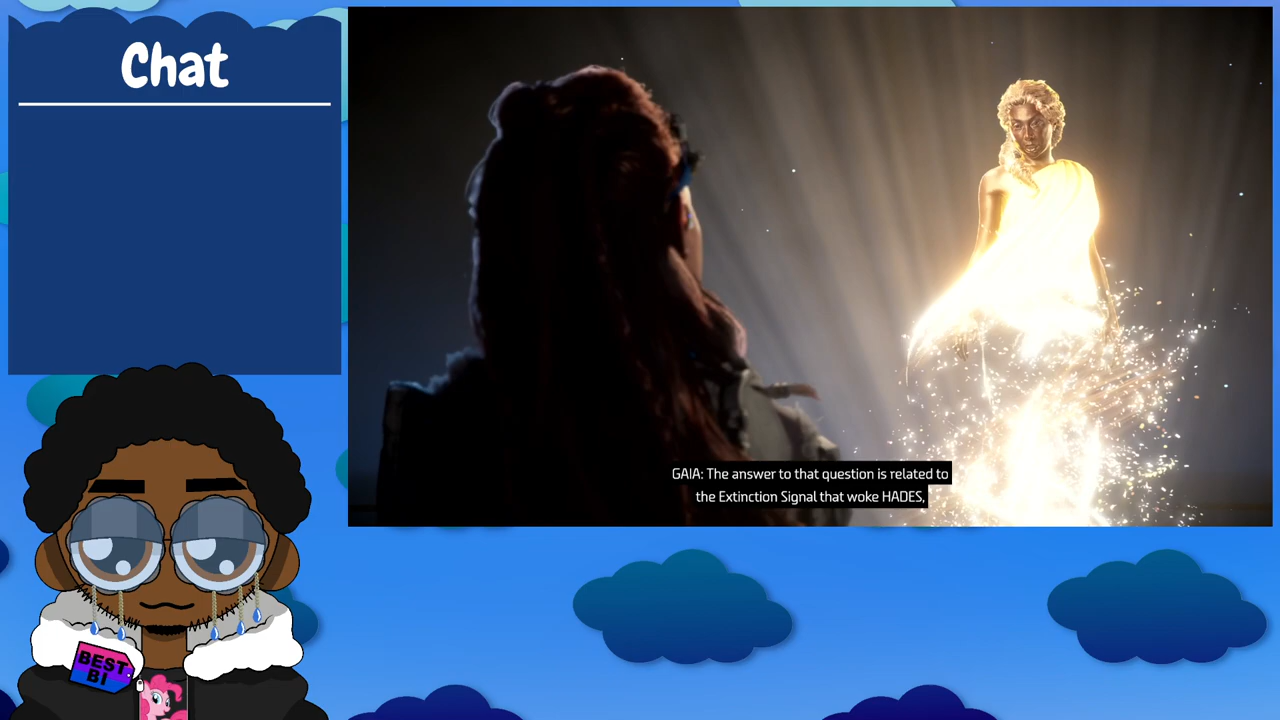 Chat
GAIA: The answer to that question is related to
the Extinction Signal that woke HADES,
BEST.
BI